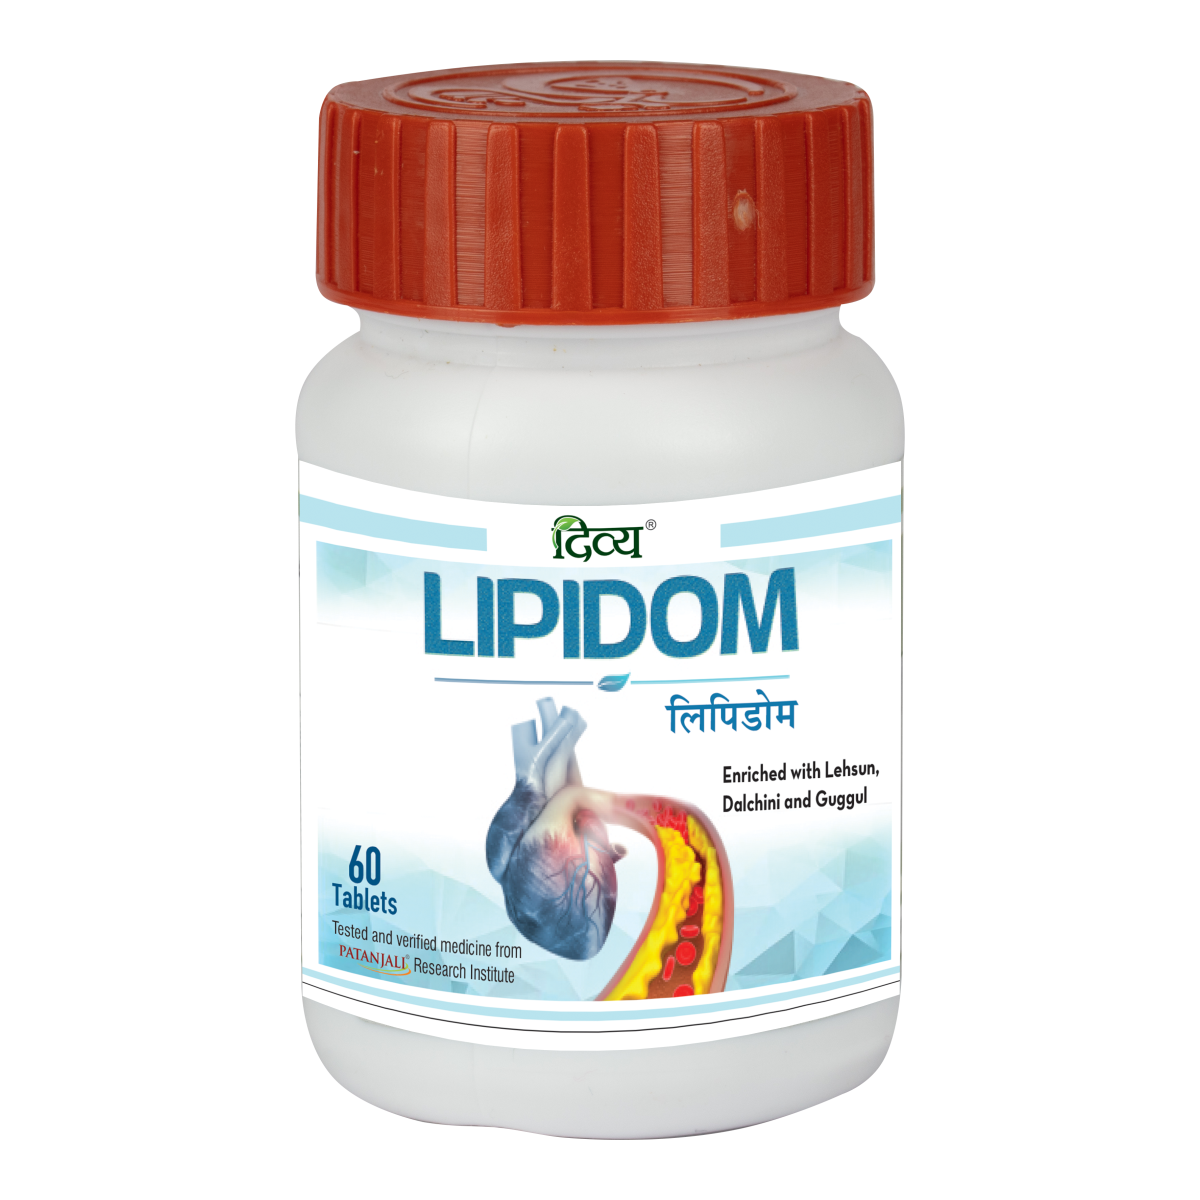 दिव्य®
LIPIDOM
लिपिडोम
Enriched with Lehsun,
Dalchini and Guggul
60
Tablets
Tested and verified medicine from
PATANJALI® Research Institute